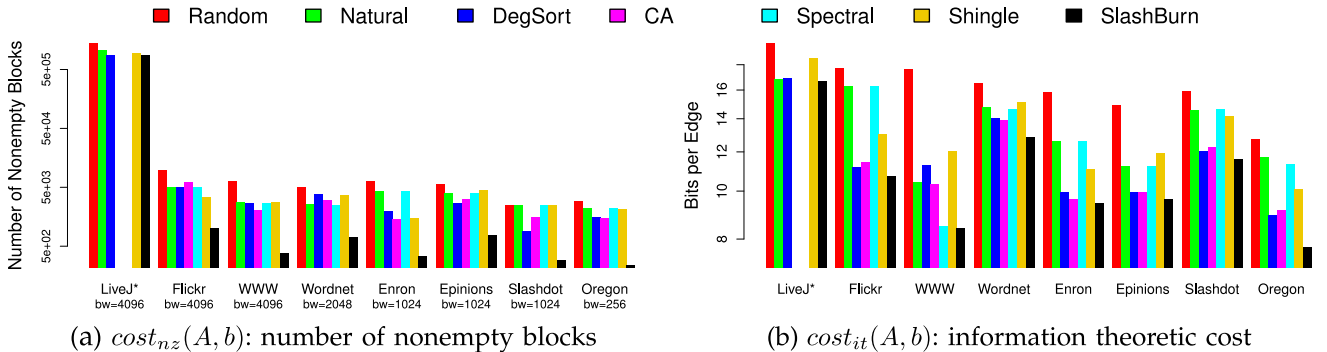 Random Natural DegSort CA Spectral Shingle SlashBurn
Number of Nonempty Blocks
5e+05
5e+04
5e+03
5e+02
LiveJ* Flickr WWW Wordnet Enron Epinions Slashdot Oregon
bw=4096 bw=4096 bw=4096 bw=2048 bw=1024 bw=1024 bw=1024 bw=256
(a) cost_nz(A, b): number of nonempty blocks
Bits per Edge
16
14
12
10
8
LiveJ* Flickr WWW Wordnet Enron Epinions Slashdot Oregon
(b) cost_it(A, b): information theoretic cost